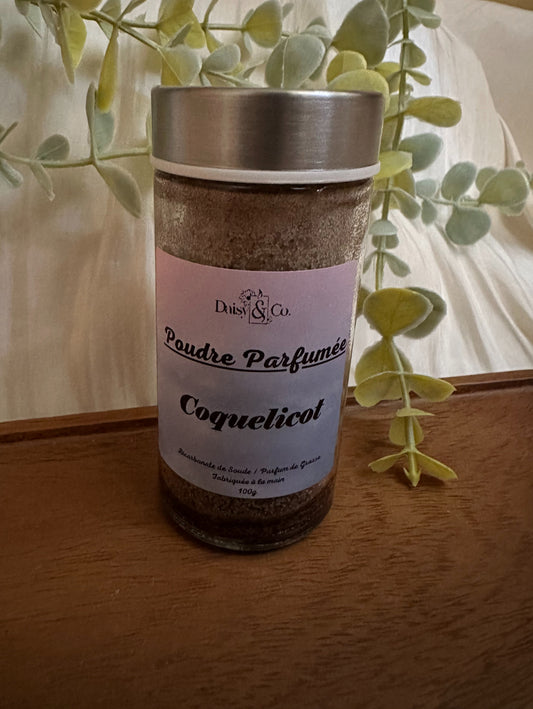 Daisy & Co.
Poudre Parfumée
Coquelicot
Bicarbonate de Soude / Parfum de Grasse
Fabriquée à la main
100g